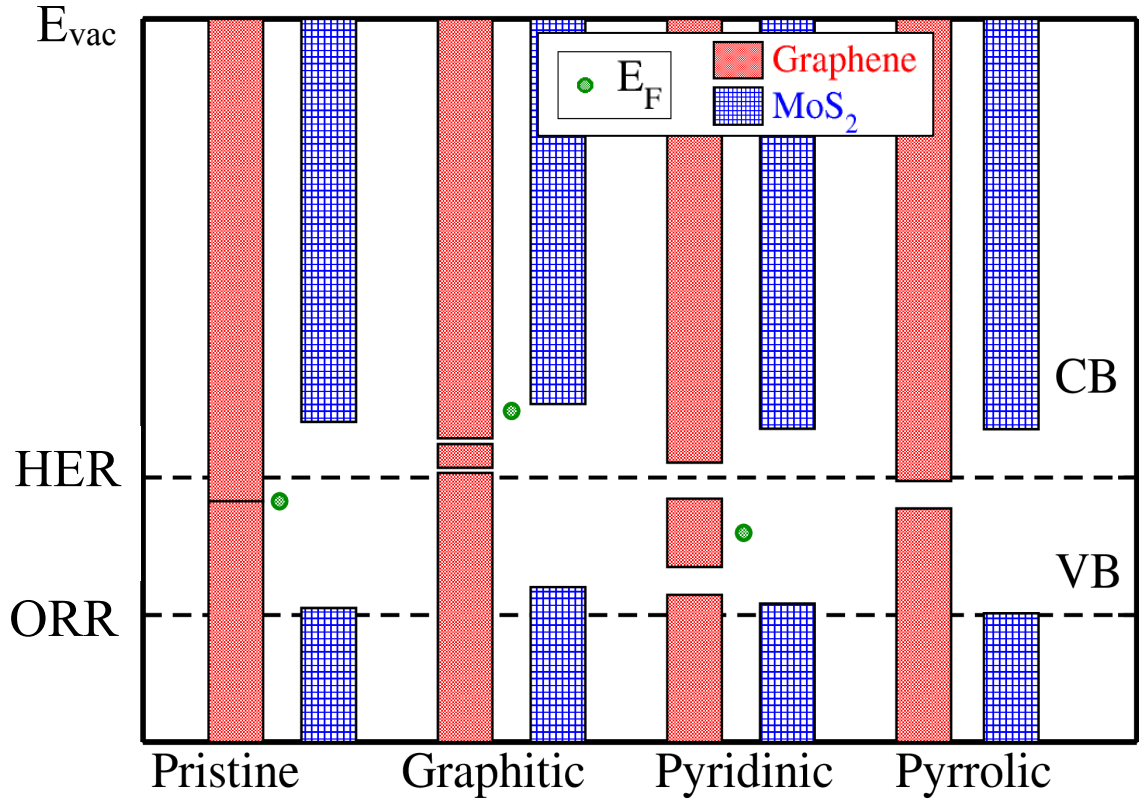 E_vac
E_F
Graphene
MoS_2
CB
HER
VB
ORR
Pristine Graphitic Pyridinic Pyrrolic